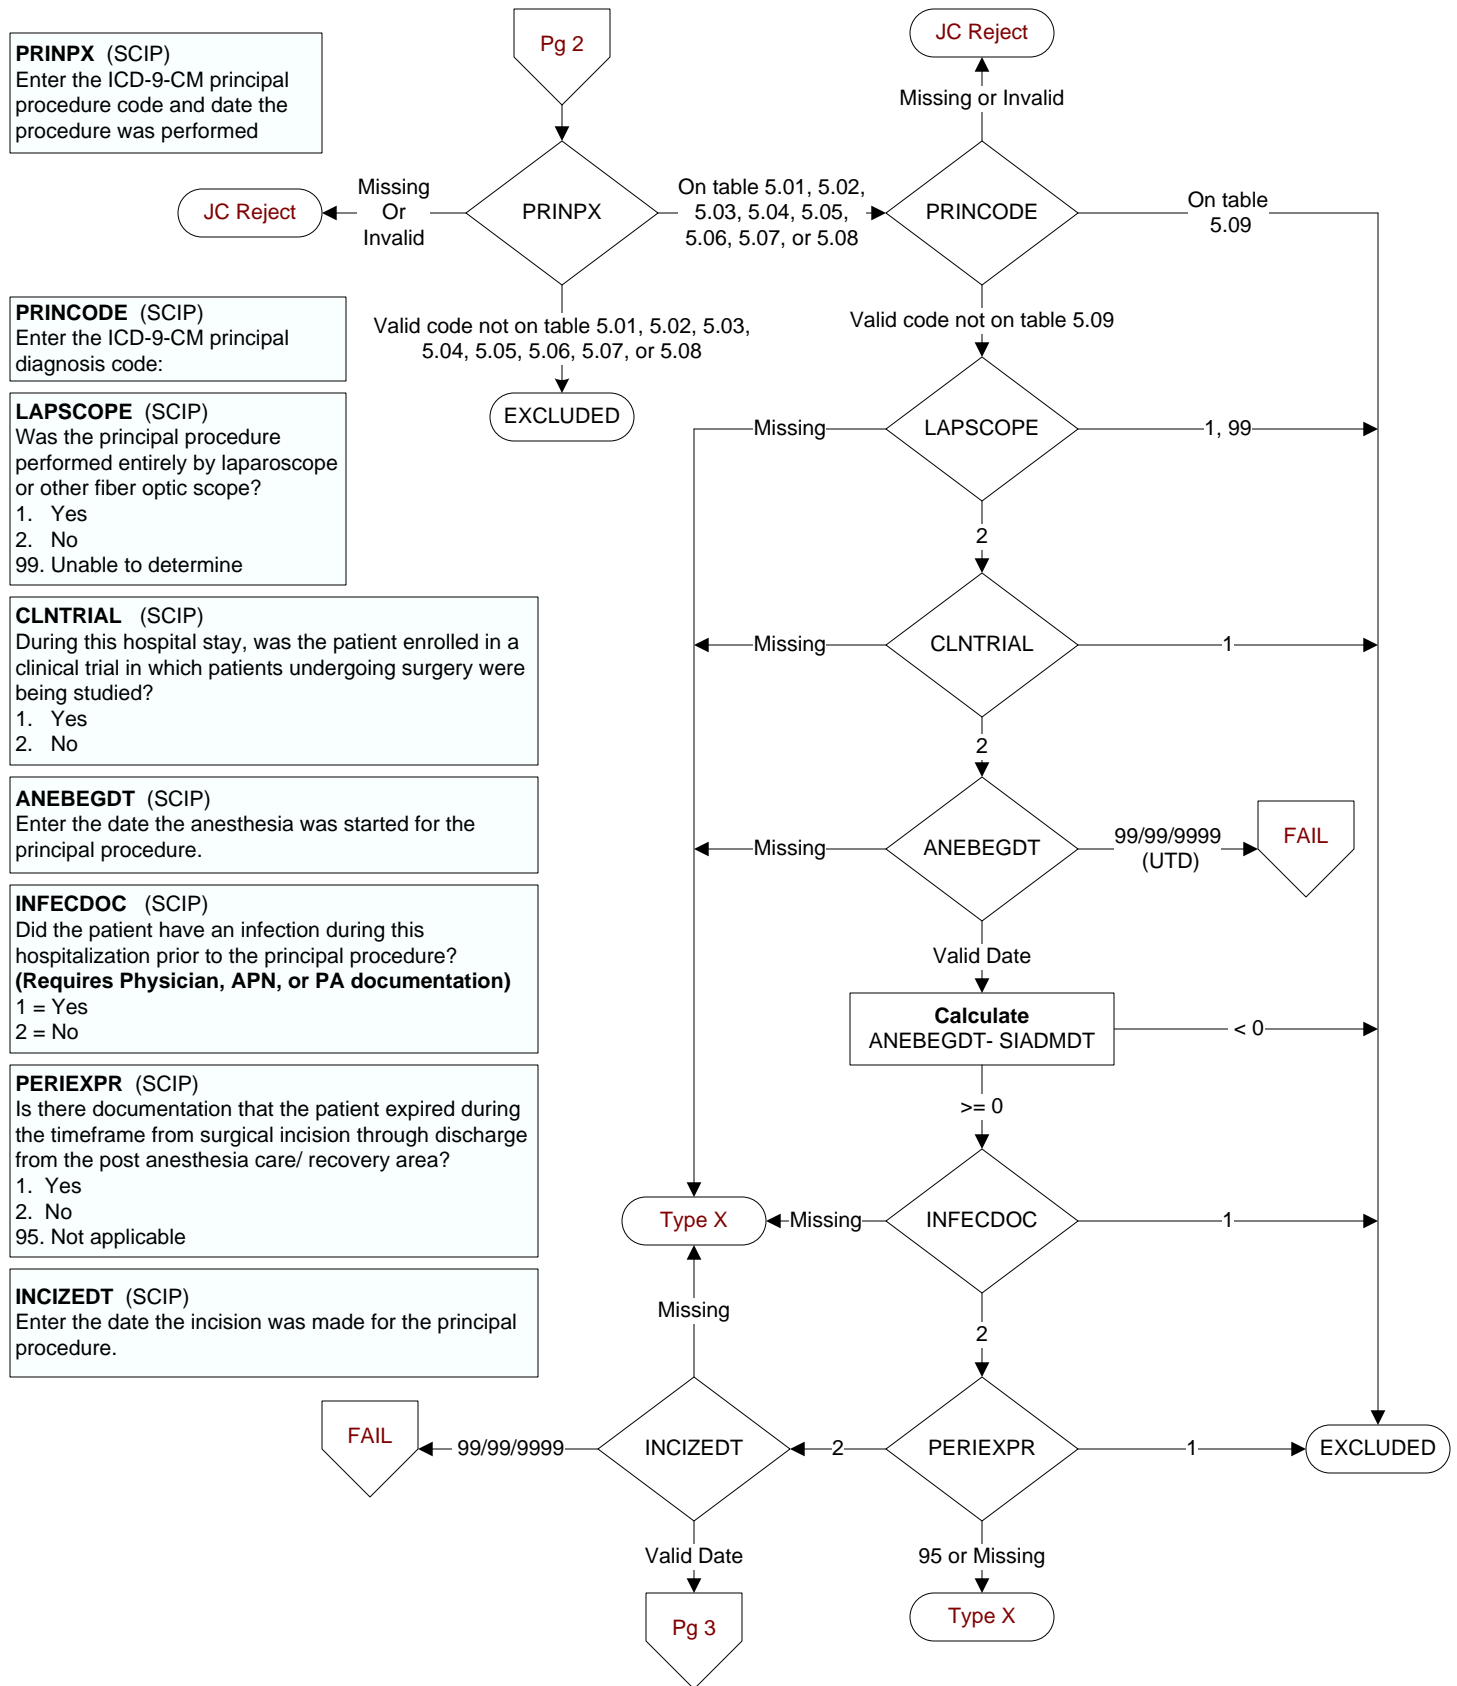 PRINPX (SCIP)
Enter the ICD-9-CM principal
procedure code and date the
procedure was performed
Pg 2
JC Reject
Missing or Invalid
JC Reject
Missing
Or
Invalid
PRINPX
On table 5.01, 5.02,
5.03, 5.04, 5.05,
5.06, 5.07, or 5.08
PRINCODE
On table
5.09
PRINCODE (SCIP)
Enter the ICD-9-CM principal
diagnosis code:
Valid code not on table 5.01, 5.02, 5.03,
5.04, 5.05, 5.06, 5.07, or 5.08
Valid code not on table 5.09
EXCLUDED
LAPSCOPE (SCIP)
Was the principal procedure
performed entirely by laparoscope
or other fiber optic scope?
1. Yes
2. No
99. Unable to determine
Missing
LAPSCOPE
1, 99
2
CLNTRIAL (SCIP)
During this hospital stay, was the patient enrolled in a
clinical trial in which patients undergoing surgery were
being studied?
1. Yes
2. No
Missing
CLNTRIAL
1
2
ANEBEGDT (SCIP)
Enter the date the anesthesia was started for the
principal procedure.
Missing
ANEBEGDT
99/99/9999
(UTD)
FAIL
Valid Date
INFECDOC (SCIP)
Did the patient have an infection during this
hospitalization prior to the principal procedure?
(Requires Physician, APN, or PA documentation)
1 = Yes
2 = No
Calculate
ANEBEGDT- SIADMDT
< 0
>= 0
PERIEXPR (SCIP)
Is there documentation that the patient expired during
the timeframe from surgical incision through discharge
from the post anesthesia care/ recovery area?
1. Yes
2. No
95. Not applicable
Type X
Missing
INFECDOC
1
2
INCIZEDT (SCIP)
Enter the date the incision was made for the principal
procedure.
Missing
FAIL
99/99/9999
INCIZEDT
2
PERIEXPR
1
EXCLUDED
Valid Date
95 or Missing
Pg 3
Type X